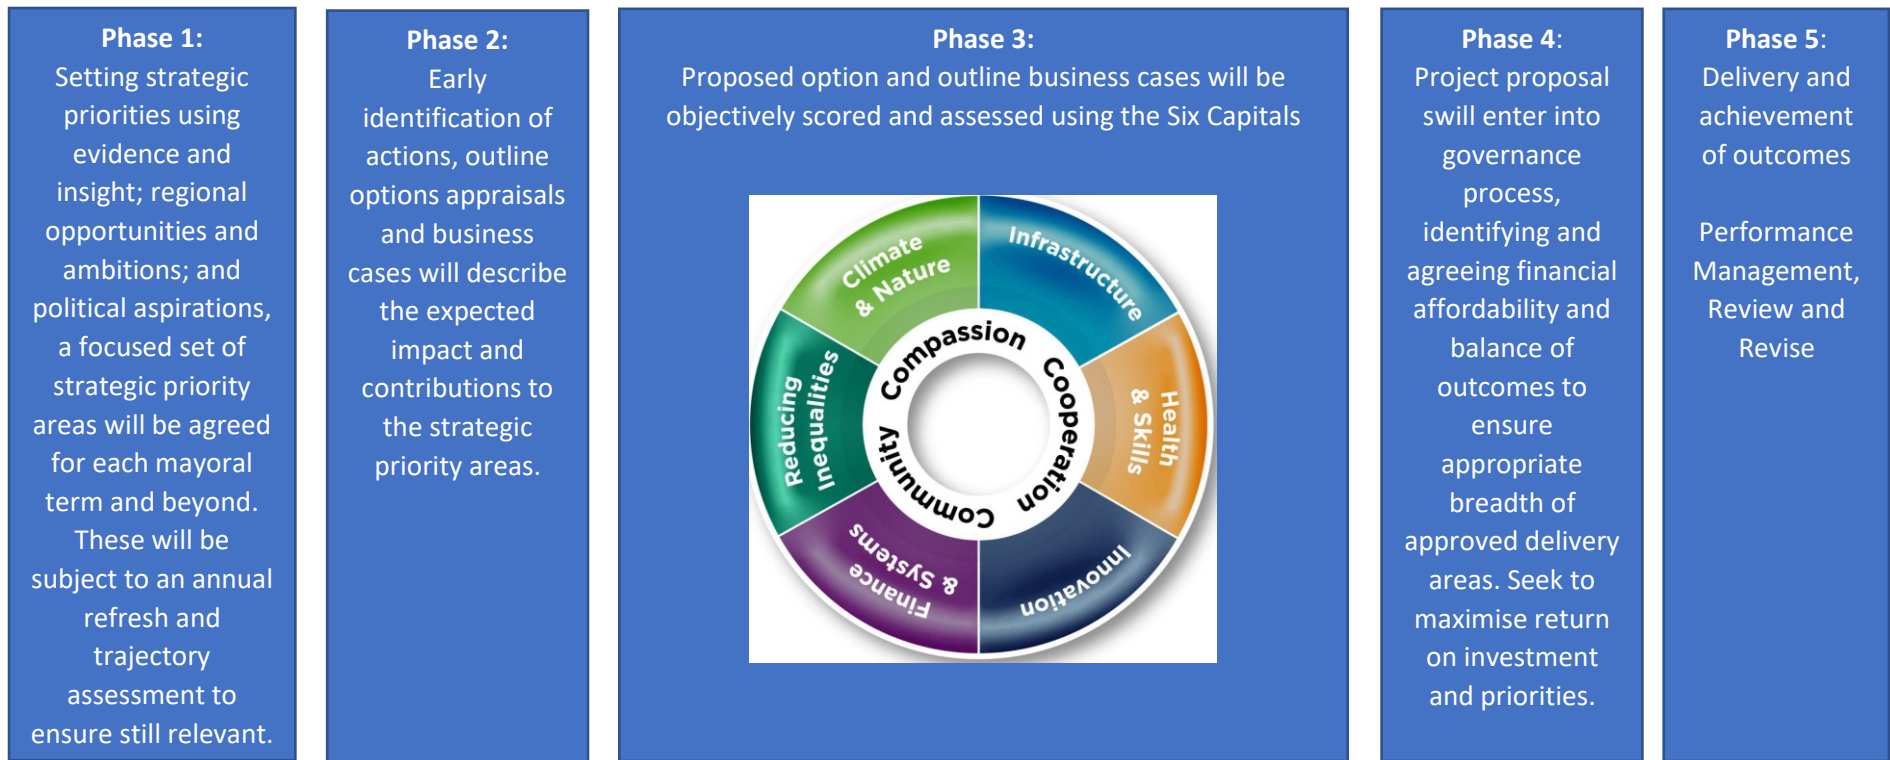 Phase 1:
Setting strategic
priorities using
evidence and
insight; regional
opportunities and
ambitions; and
political aspirations,
a focused set of
strategic priority
areas will be agreed
for each mayoral
term and beyond.
These will be
subject to an annual
refresh and
trajectory
assessment to
ensure still relevant.
Phase 2:
Early
identification of
actions, outline
options appraisals
and business
cases will describe
the expected
impact and
contributions to
the strategic
priority areas.
Phase 3:
Proposed option and outline business cases will be
objectively scored and assessed using the Six Capitals
Climate
& Nature
Infrastructure
Health
& Skills
Innovation
Finance
& Systems
Reducing
Inequalities
Compassion
Cooperation
Community
Phase 4:
Project proposal
swill enter into
governance
process,
identifying and
agreeing financial
affordability and
balance of
outcomes to
ensure
appropriate
breadth of
approved delivery
areas. Seek to
maximise return
on investment
and priorities.
Phase 5:
Delivery and
achievement
of outcomes
Performance
Management,
Review and
Revise